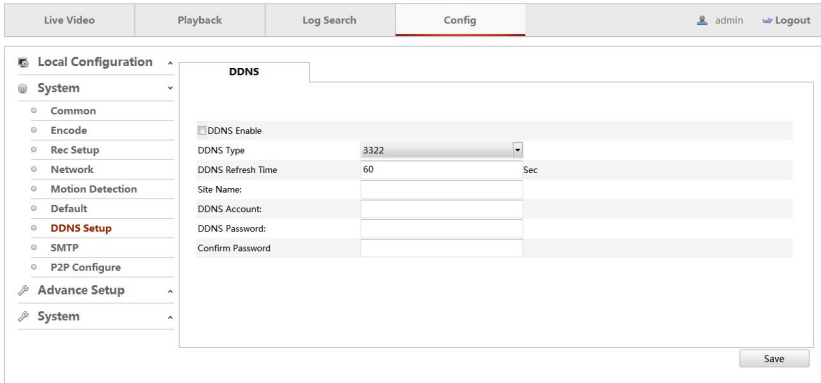 Live Video Playback Log Search Config admin Logout
Local Configuration
System
Common
Encode
Rec Setup
Network
Motion Detection
Default
DDNS Setup
SMTP
P2P Configure
Advance Setup
System
DDNS
DDNS Enable
DDNS Type 3322
DDNS Refresh Time 60 Sec
Site Name:
DDNS Account:
DDNS Password:
Confirm Password
Save